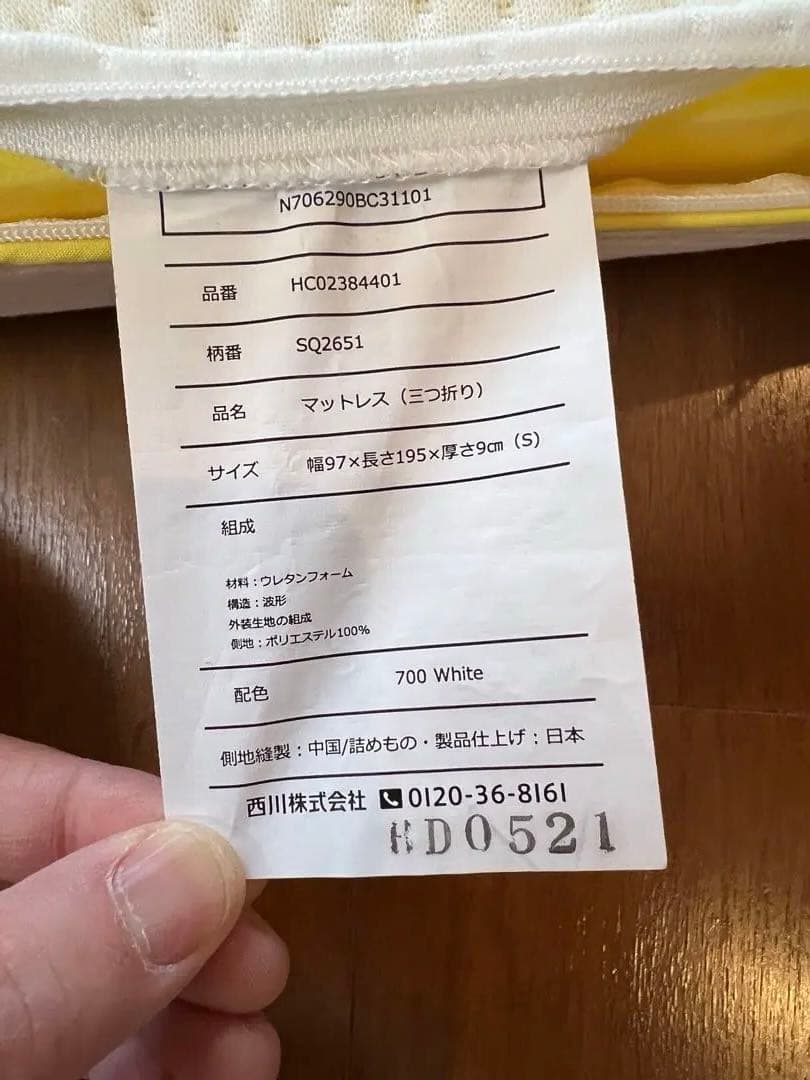 N706290BC31101
品番 HC02384401
柄番 SQ2651
品名 マットレス（三つ折り）
サイズ 幅97×長さ195×厚さ9㎝（S)
組成
材料：ウレタンフォーム
構造：波形
外装生地の組成
側地：ポリエステル100%
配色 700 White
側地縫製：中国/詰めもの・製品仕上げ：日本
西川株式会社 0120-36-8161
HD0521